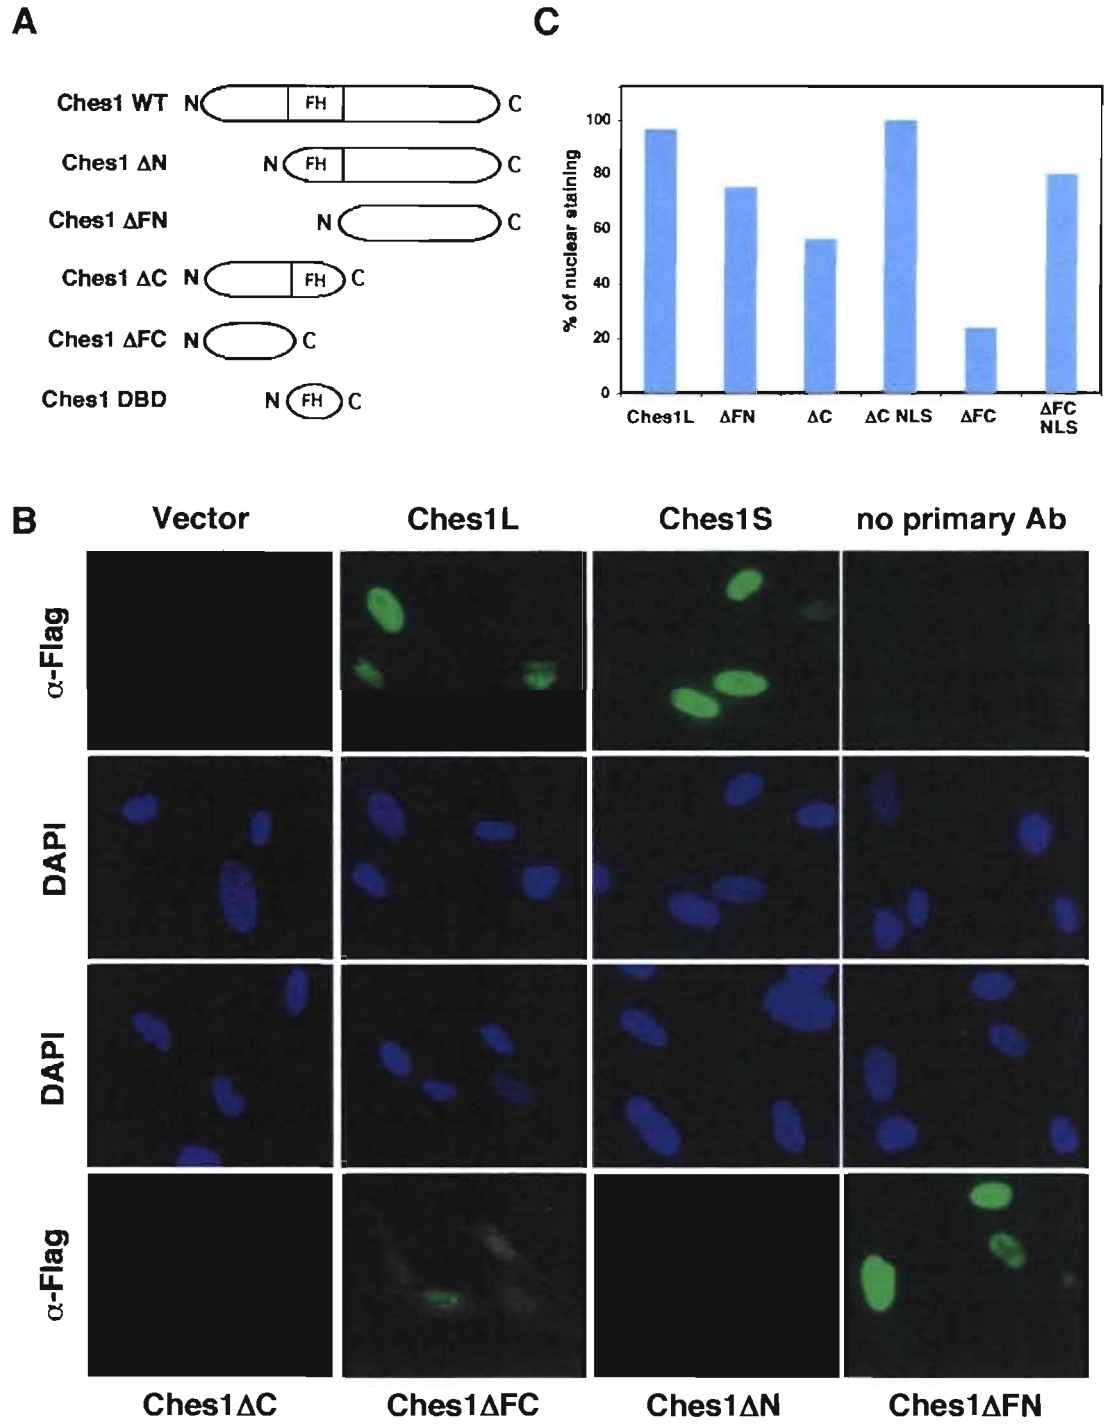 A
Ches1 WT N FH C
Ches1 ΔN N FH C
Ches1 ΔFN N C
Ches1 ΔC N FH C
Ches1 ΔFC N C
Ches1 DBD N FH C
C
% of nuclear staining
100
80
60
40
20
0
Ches1L ΔFN ΔC ΔC NLS ΔFC ΔFC
NLS
B
Vector Ches1L Ches1S no primary Ab
α-Flag
DAPI
DAPI
α-Flag
Ches1ΔC Ches1ΔFC Ches1ΔN Ches1ΔFN